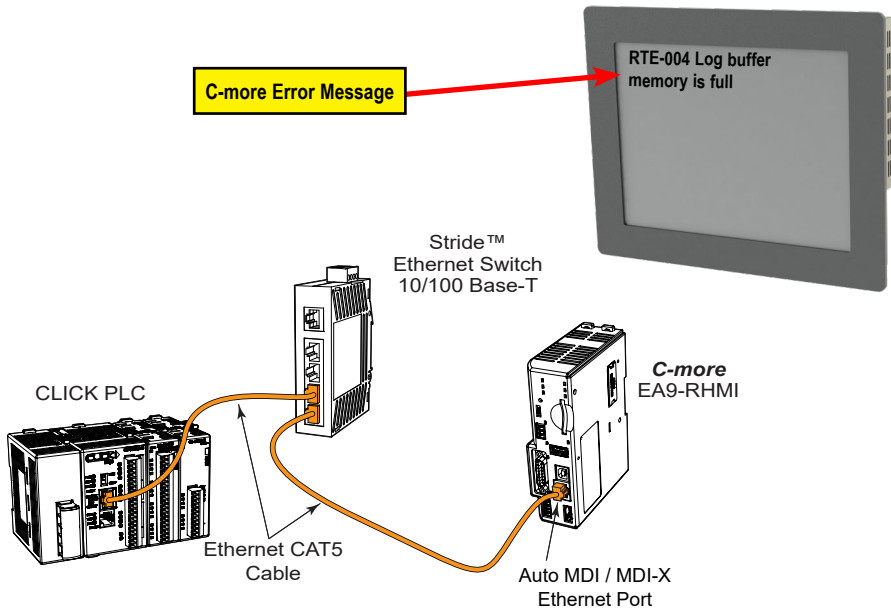 RTE-004 Log buffer
memory is full
C-more Error Message
Stride™
Ethernet Switch
10/100 Base-T
C-more
EA9-RHMI
CLICK PLC
Ethernet CAT5
Cable
Auto MDI / MDI-X
Ethernet Port